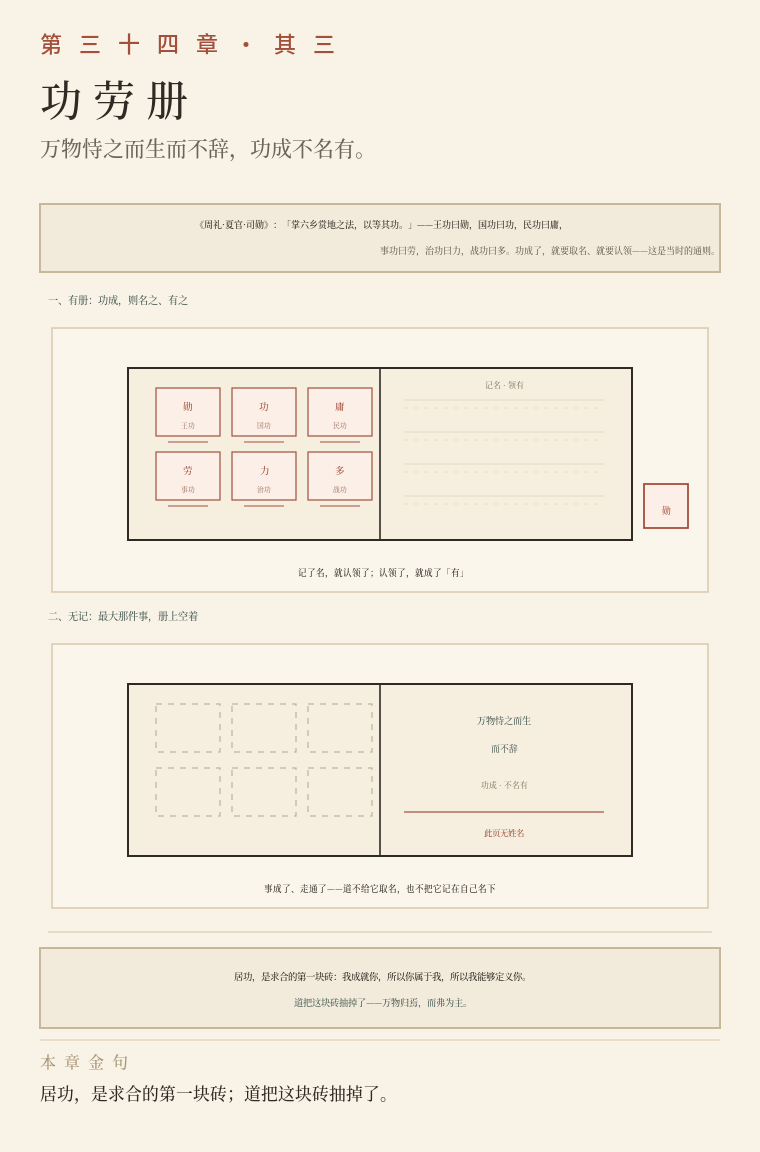 第三十四章·其三
功劳册
万物恃之而生而不辞，功成不名有。
《周礼·夏官·司勋》：「掌六乡赏地之法，以等其功。」——王功曰勋，国功曰功，民功曰庸，
事功曰劳，治功曰力，战功曰多。功成了，就要取名、就要认领——这是当时的通则。
一、有册：功成，则名之、有之
勋 功 庸
王功 国功 民功
劳 力 多
事功 治功 战功
记名 · 领有
勋
记了名，就认领了；认领了，就成了「有」
二、无记：最大那件事，册上空着
万物恃之而生
而不辞
功成 · 不名有
此页无姓名
事成了、走通了——道不给它取名，也不把它记在自己名下
居功，是求合的第一块砖：我成就你，所以你属于我，所以我能够定义你。
道把这块砖抽掉了——万物归焉，而弗为主。
本章金句
居功，是求合的第一块砖；道把这块砖抽掉了。